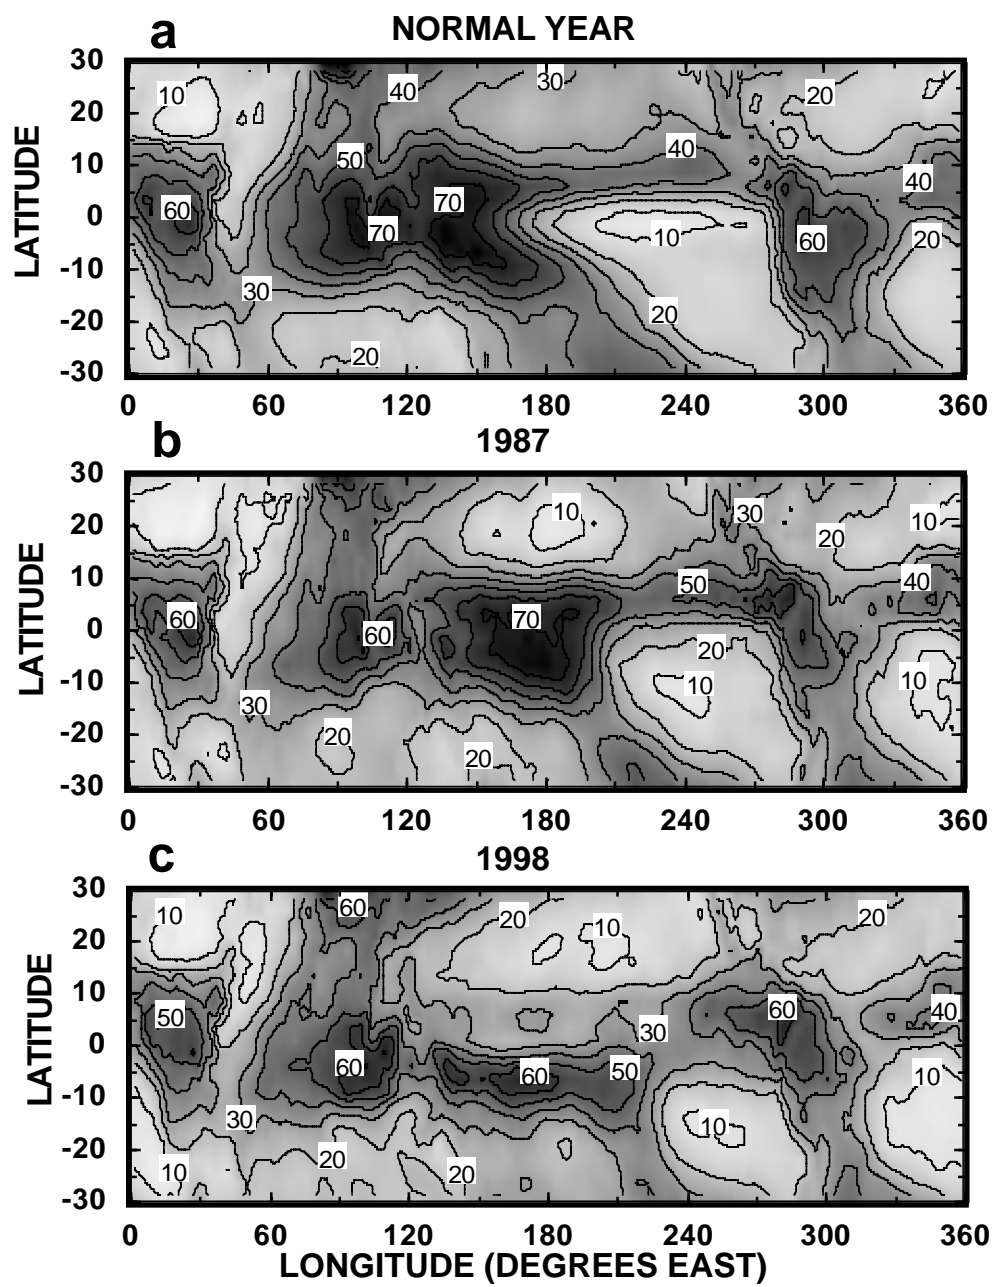 a NORMAL YEAR
30
20
10
0
-10
-20
-30
LATITUDE
10 40 30 20
50 40 40
60 70 70 10 60 20
30 20 20
0 60 120 180 240 300 360
b 1987
30
20
10
0
-10
-20
-30
LATITUDE
10 30 20 10
60 60 70 50 40
20 10 10
30 20 20
0 60 120 180 240 300 360
c 1998
30
20
10
0
-10
-20
-30
LATITUDE
10 60 20 10 20
50 60 40
30
60 60 50 10
30 10
10 20 20
0 60 120 180 240 300 360
LONGITUDE (DEGREES EAST)